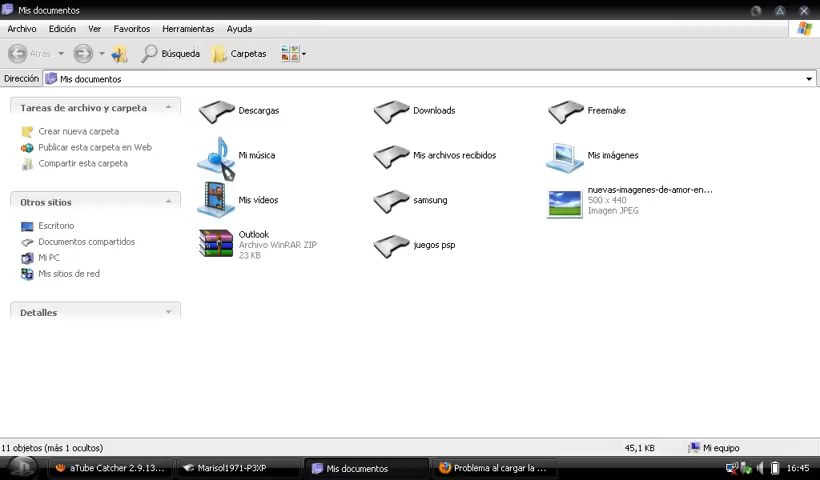 Mis documentos
Archivo Edición Ver Favoritos Herramientas Ayuda
Atrás Búsqueda Carpetas
Dirección Mis documentos
Tareas de archivo y carpeta
Crear nueva carpeta
Publicar esta carpeta en Web
Compartir esta carpeta
Otros sitios
Escritorio
Documentos compartidos
Mi PC
Mis sitios de red
Detalles
Descargas Downloads Freemake
Mi música Mis archivos recibidos Mis imágenes
Mis vídeos samsung nuevas-imagenes-de-amor-en...
500 x 440
Imagen JPEG
Outlook
Archivo WinRAR ZIP
23 KB
juegos psp
11 objetos (más 1 ocultos) 45,1 KB Mi equipo
aTube Catcher 2.9.13... Marisol1971-P3XP Mis documentos Problema al cargar la ... 16:45